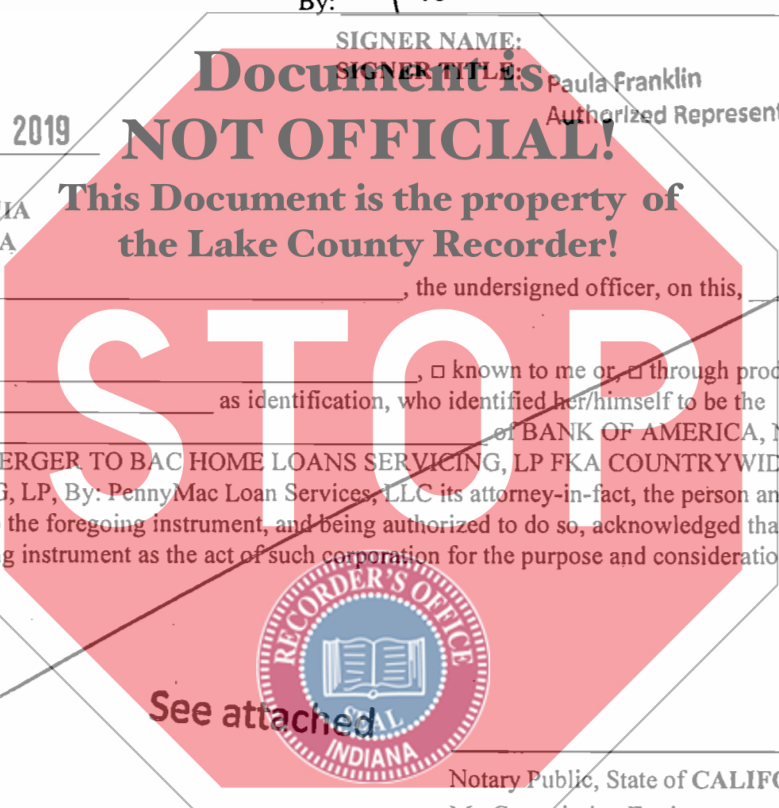 By:
SIGNER NAME:
SIGNER TITLE:
Paula Franklin
Authorized Represent
Document is
2019
NOT OFFICIAL!
This Document is the property of
IA
the Lake County Recorder!
A
, the undersigned officer, on this,
STOP
, □ known to me or, □ through prod
as identification, who identified her/himself to be the
of BANK OF AMERICA, N
ERGER TO BAC HOME LOANS SERVICING, LP FKA COUNTRYWID
G, LP, By: PennyMac Loan Services, LLC its attorney-in-fact, the person an
the foregoing instrument, and being authorized to do so, acknowledged tha
g instrument as the act of such corporation for the purpose and consideratio
RECORDER'S OFFICE
SEAL
INDIANA
See attached
Notary Public, State of CALIFO